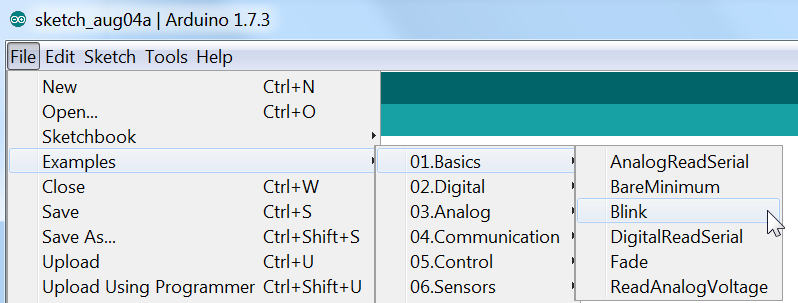 sketch_aug04a | Arduino 1.7.3
File Edit Sketch Tools Help
New Ctrl+N
Open... Ctrl+O
Sketchbook
Examples
Close Ctrl+W
Save Ctrl+S
Save As... Ctrl+Shift+S
Upload Ctrl+U
Upload Using Programmer Ctrl+Shift+U
01.Basics
02.Digital
03.Analog
04.Communication
05.Control
06.Sensors
AnalogReadSerial
BareMinimum
Blink
DigitalReadSerial
Fade
ReadAnalogVoltage